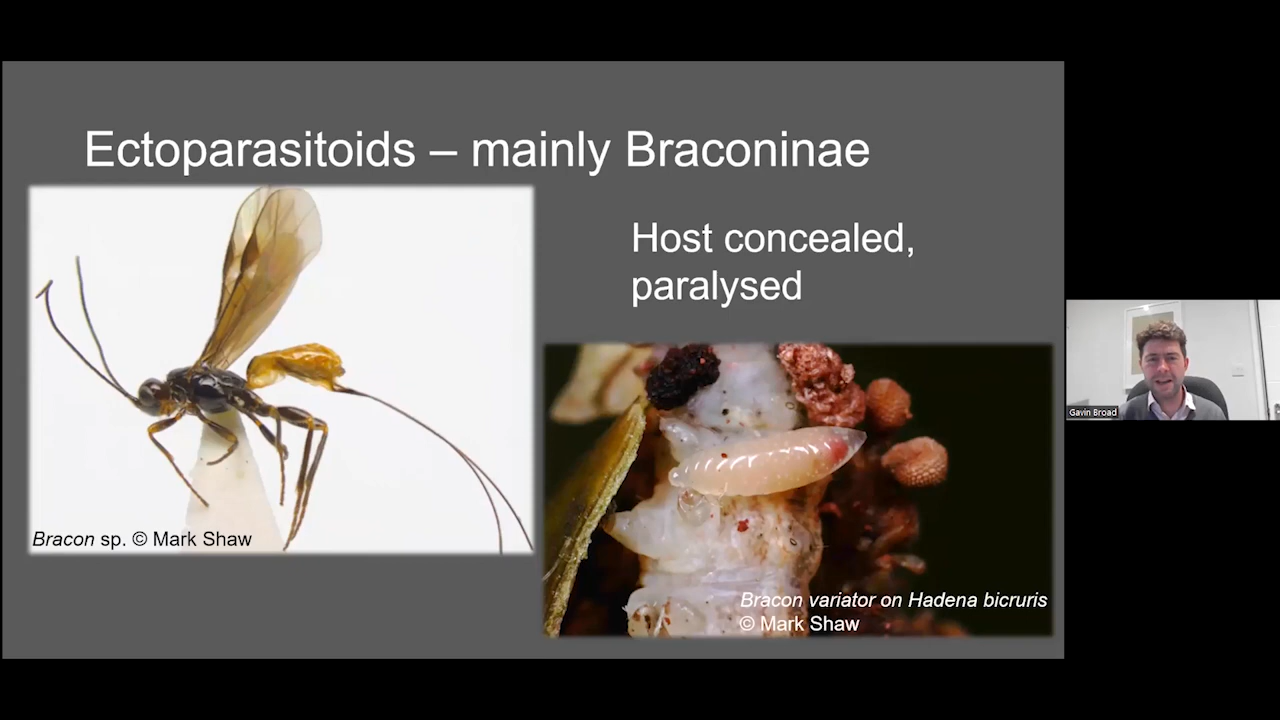 Ectoparasitoids – mainly Braconinae
Host concealed,
paralysed
Bracon sp. © Mark Shaw
Bracon variator on Hadena bicruris
© Mark Shaw
Gavin Broad